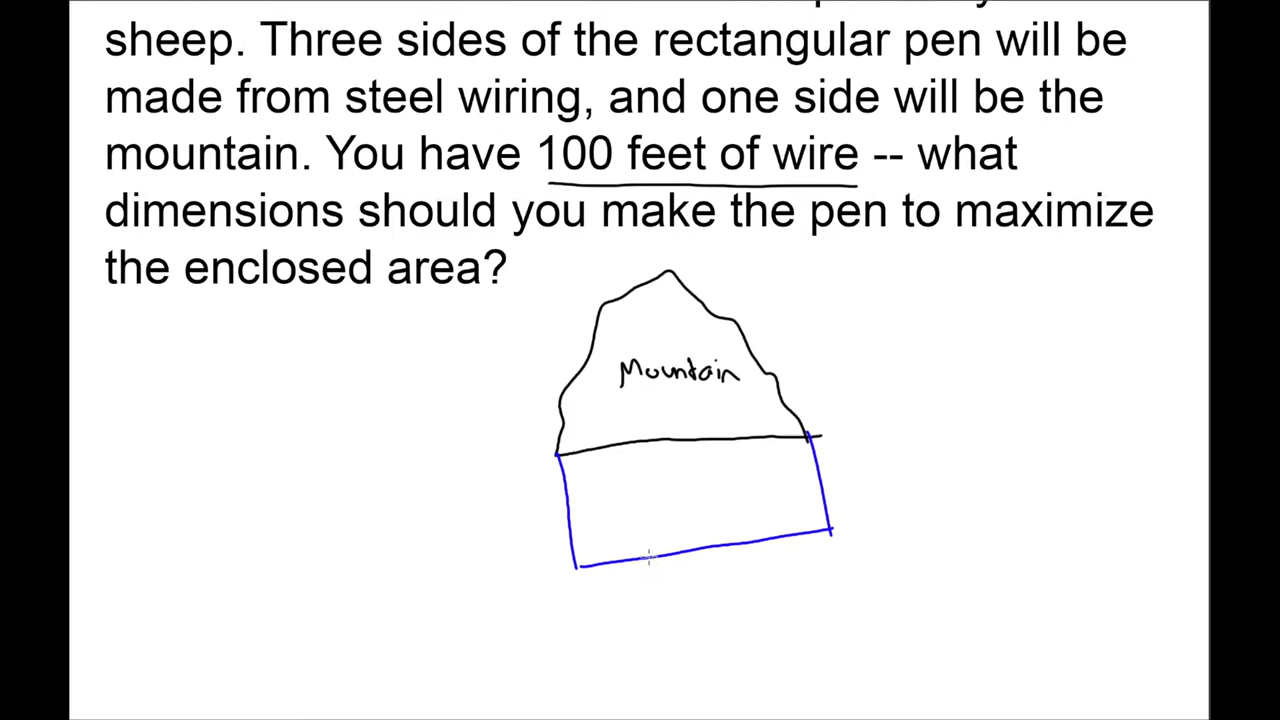 sheep. Three sides of the rectangular pen will be
made from steel wiring, and one side will be the
mountain. You have 100 feet of wire -- what
dimensions should you make the pen to maximize
the enclosed area?
Mountain